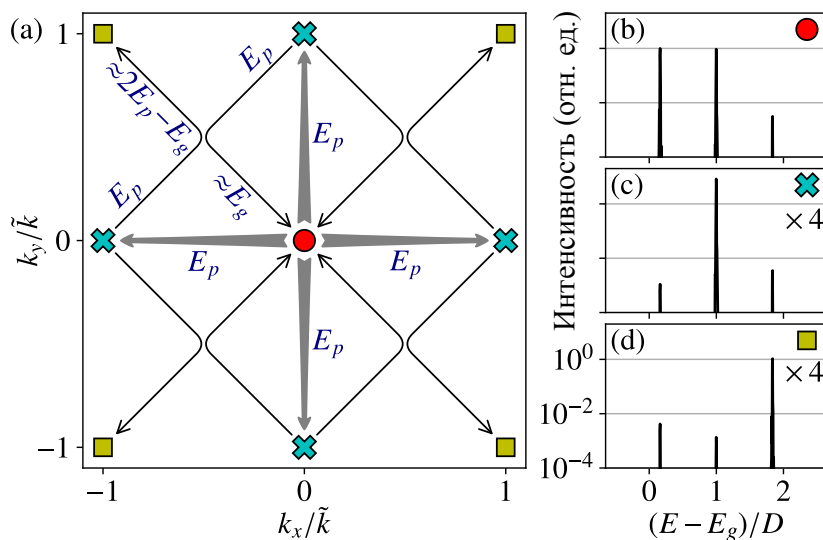 (a)
1
0
−1
k_y/k̃
−1
0
1
k_x/k̃
E_p
≈2E_p−E_g
E_p
E_p
≈E_g
E_p
E_p
E_p
Интенсивность (отн. ед.)
(b)
(c)
× 4
(d)
× 4
10^0
10^−2
10^−4
0
1
2
(E − E_g)/D